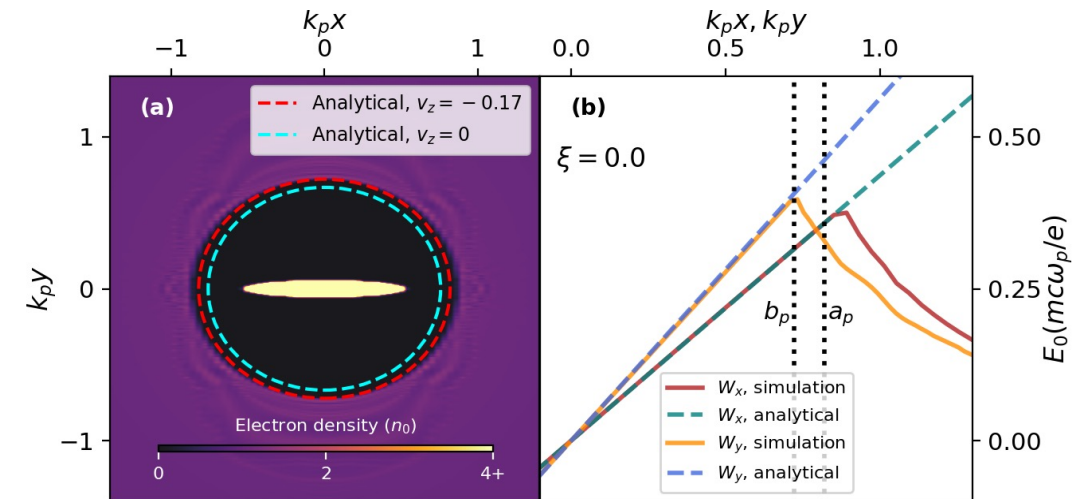 k_p x
−1 0 1
(a)
Analytical, v_z = −0.17
Analytical, v_z = 0
k_p y
1
0
−1
Electron density (n_0)
0 2 4+
k_p x, k_p y
0.0 0.5 1.0
(b)
ξ = 0.0
b_p a_p
W_x, simulation
W_x, analytical
W_y, simulation
W_y, analytical
0.50
0.25
0.00
E_0(mcω_p/e)